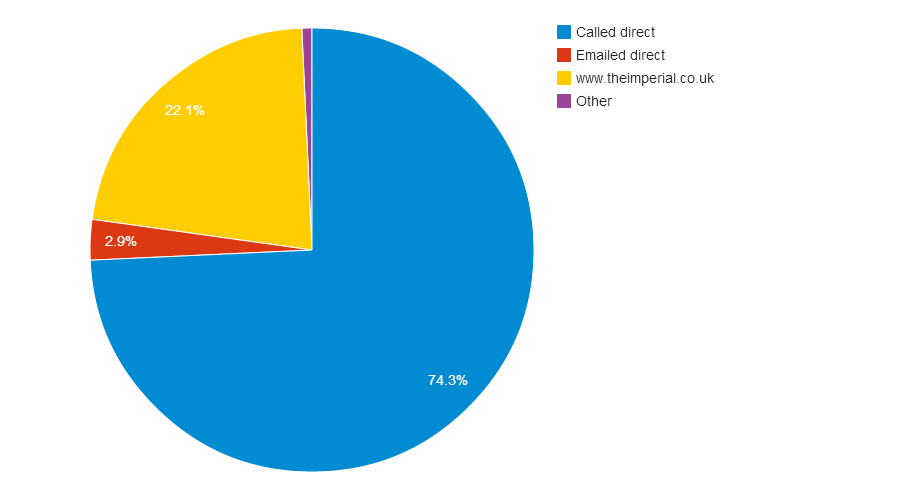 Called direct
Emailed direct
www.theimperial.co.uk
Other
22.1%
2.9%
74.3%